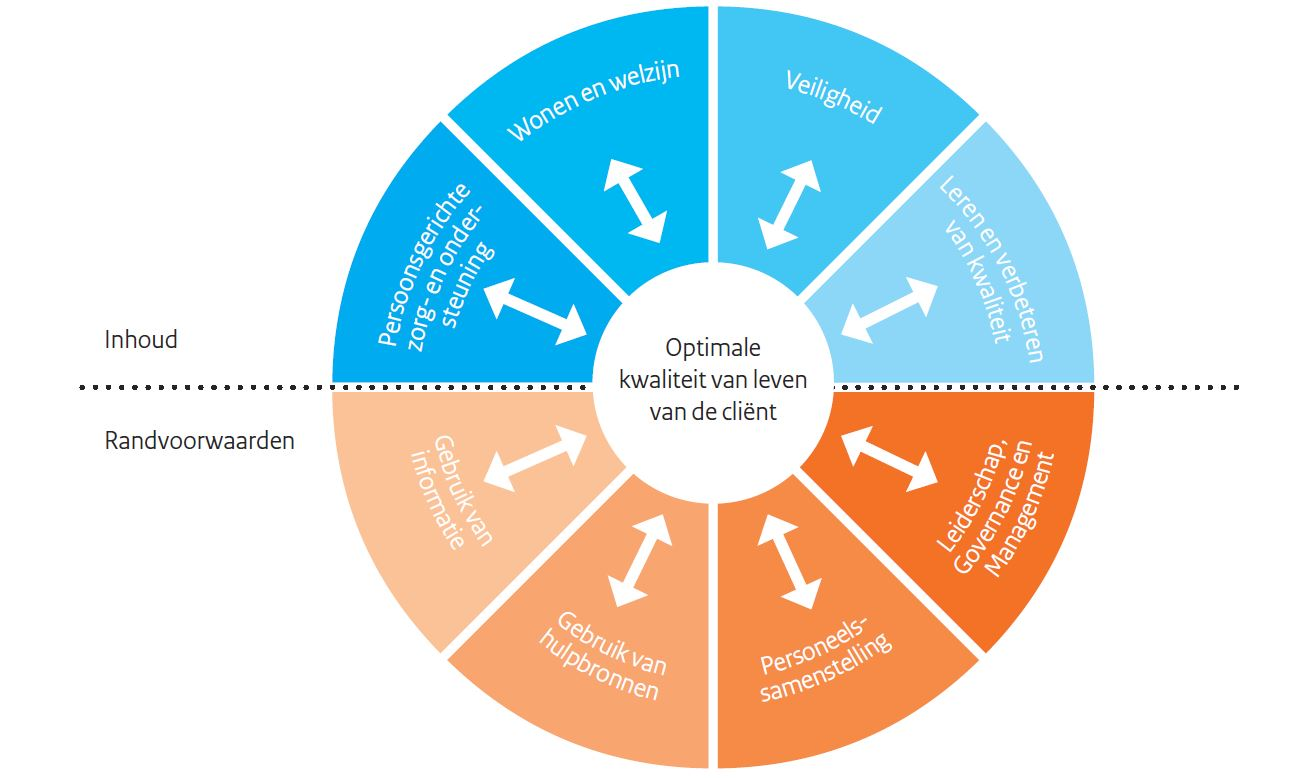 Wonen en welzijn
Veiligheid
Persoonsgerichte
zorg- en onder-
steuning
Leren en verbeteren
van kwaliteit
Inhoud
Optimale
kwaliteit van leven
van de cliënt
Randvoorwaarden
Gebruik van
informatie
Leiderschap,
Governance en
Management
Gebruik van
hulpbronnen
Personeels-
samenstelling